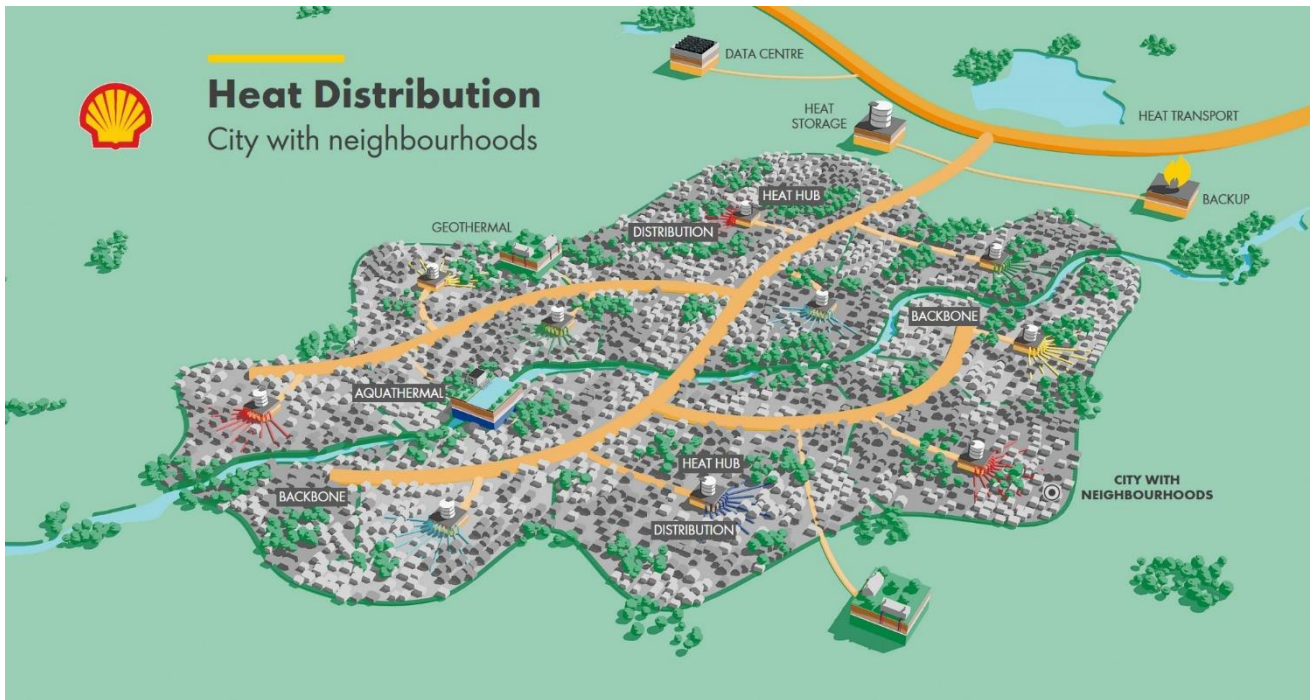 Heat Distribution
City with neighbourhoods
DATA CENTRE
HEAT
STORAGE
HEAT TRANSPORT
BACKUP
HEAT HUB
DISTRIBUTION
GEOTHERMAL
BACKBONE
AQUATHERMAL
HEAT HUB
BACKBONE
DISTRIBUTION
CITY WITH
NEIGHBOURHOODS